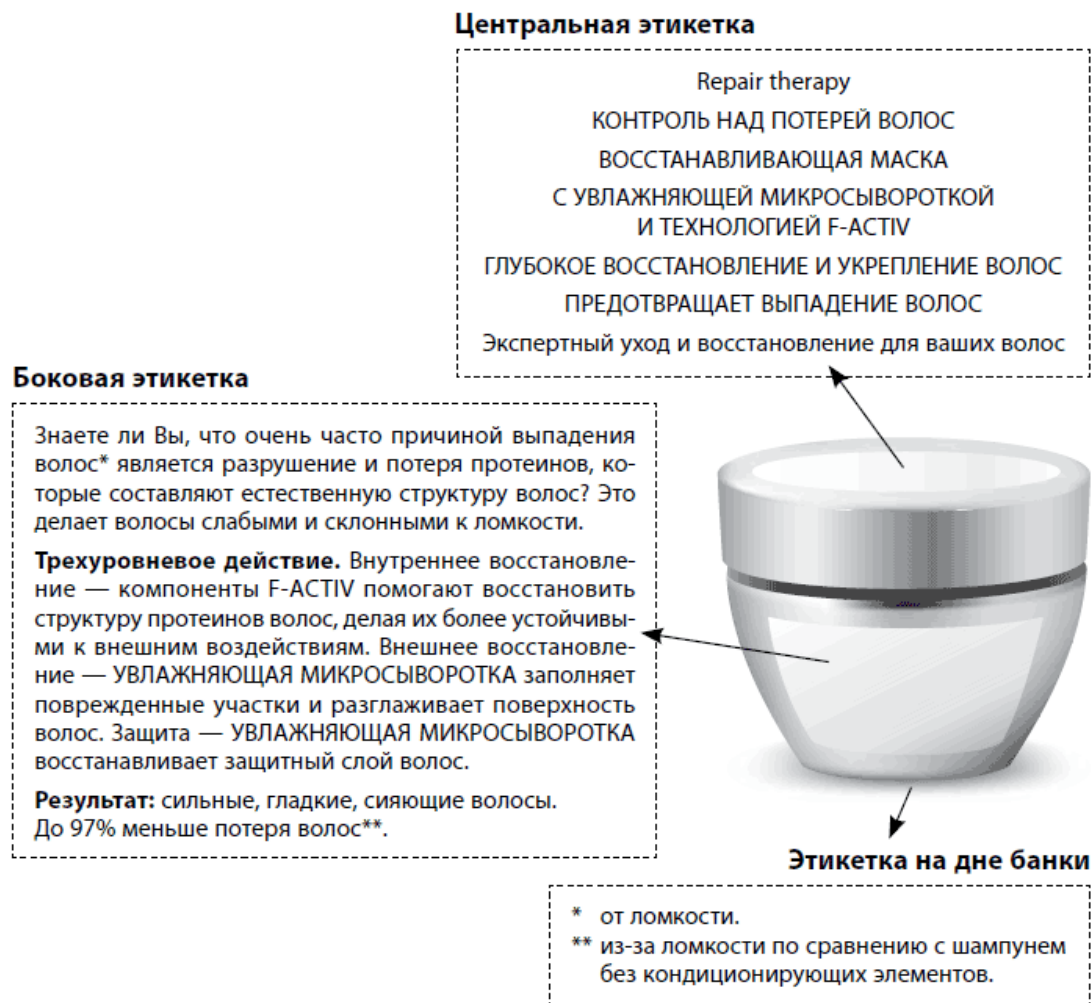 Центральная этикетка
Repair therapy
КОНТРОЛЬ НАД ПОТЕРЕЙ ВОЛОС
ВОССТАНАВЛИВАЮЩАЯ МАСКА
С УВЛАЖНЯЮЩЕЙ МИКРОСЫВОРОТКОЙ
И ТЕХНОЛОГИЕЙ F-ACTIV
ГЛУБОКОЕ ВОССТАНОВЛЕНИЕ И УКРЕПЛЕНИЕ ВОЛОС
ПРЕДОТВРАЩАЕТ ВЫПАДЕНИЕ ВОЛОС
Экспертный уход и восстановление для ваших волос
Боковая этикетка
Знаете ли Вы, что очень часто причиной выпадения
волос* является разрушение и потеря протеинов, ко-
торые составляют естественную структуру волос? Это
делает волосы слабыми и склонными к ломкости.
Трехуровневое действие. Внутреннее восстановле-
ние — компоненты F-ACTIV помогают восстановить
структуру протеинов волос, делая их более устойчивы-
ми к внешним воздействиям. Внешнее восстановле-
ние — УВЛАЖНЯЮЩАЯ МИКРОСЫВОРОТКА заполняет
поврежденные участки и разглаживает поверхность
волос. Защита — УВЛАЖНЯЮЩАЯ МИКРОСЫВОРОТКА
восстанавливает защитный слой волос.
Результат: сильные, гладкие, сияющие волосы.
До 97% меньше потеря волос**.
Этикетка на дне банки
* от ломкости.
** из-за ломкости по сравнению с шампунем
без кондиционирующих элементов.